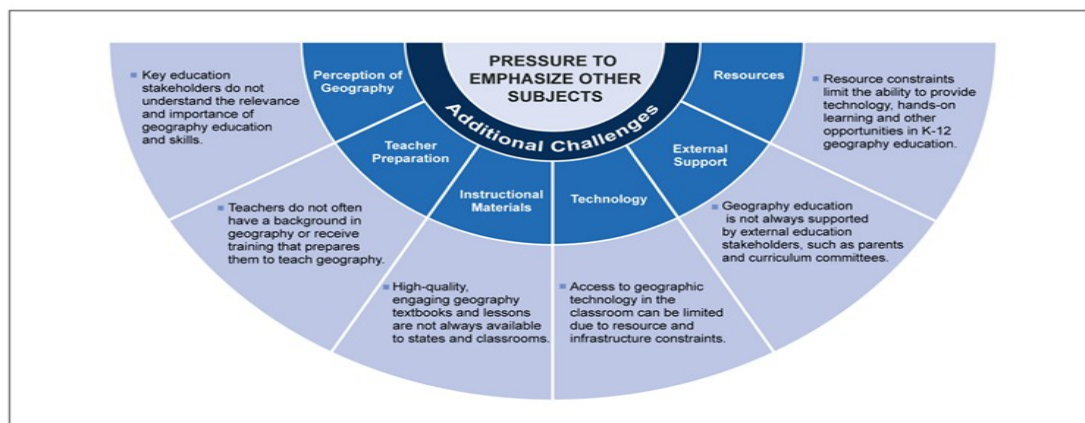 PRESSURE TO
EMPHASIZE OTHER
SUBJECTS
Additional Challenges
Perception of
Geography
Key education
stakeholders do not
understand the relevance
and importance of
geography education
and skills.
Teacher
Preparation
Teachers do not often
have a background in
geography or receive
training that prepares
them to teach geography.
Instructional
Materials
High-quality,
engaging geography
textbooks and lessons
are not always available
to states and classrooms.
Technology
Access to geographic
technology in the
classroom can be limited
due to resource and
infrastructure constraints.
External
Support
Geography education
is not always supported
by external education
stakeholders, such as parents
and curriculum committees.
Resources
Resource constraints
limit the ability to provide
technology, hands-on
learning and other
opportunities in K-12
geography education.